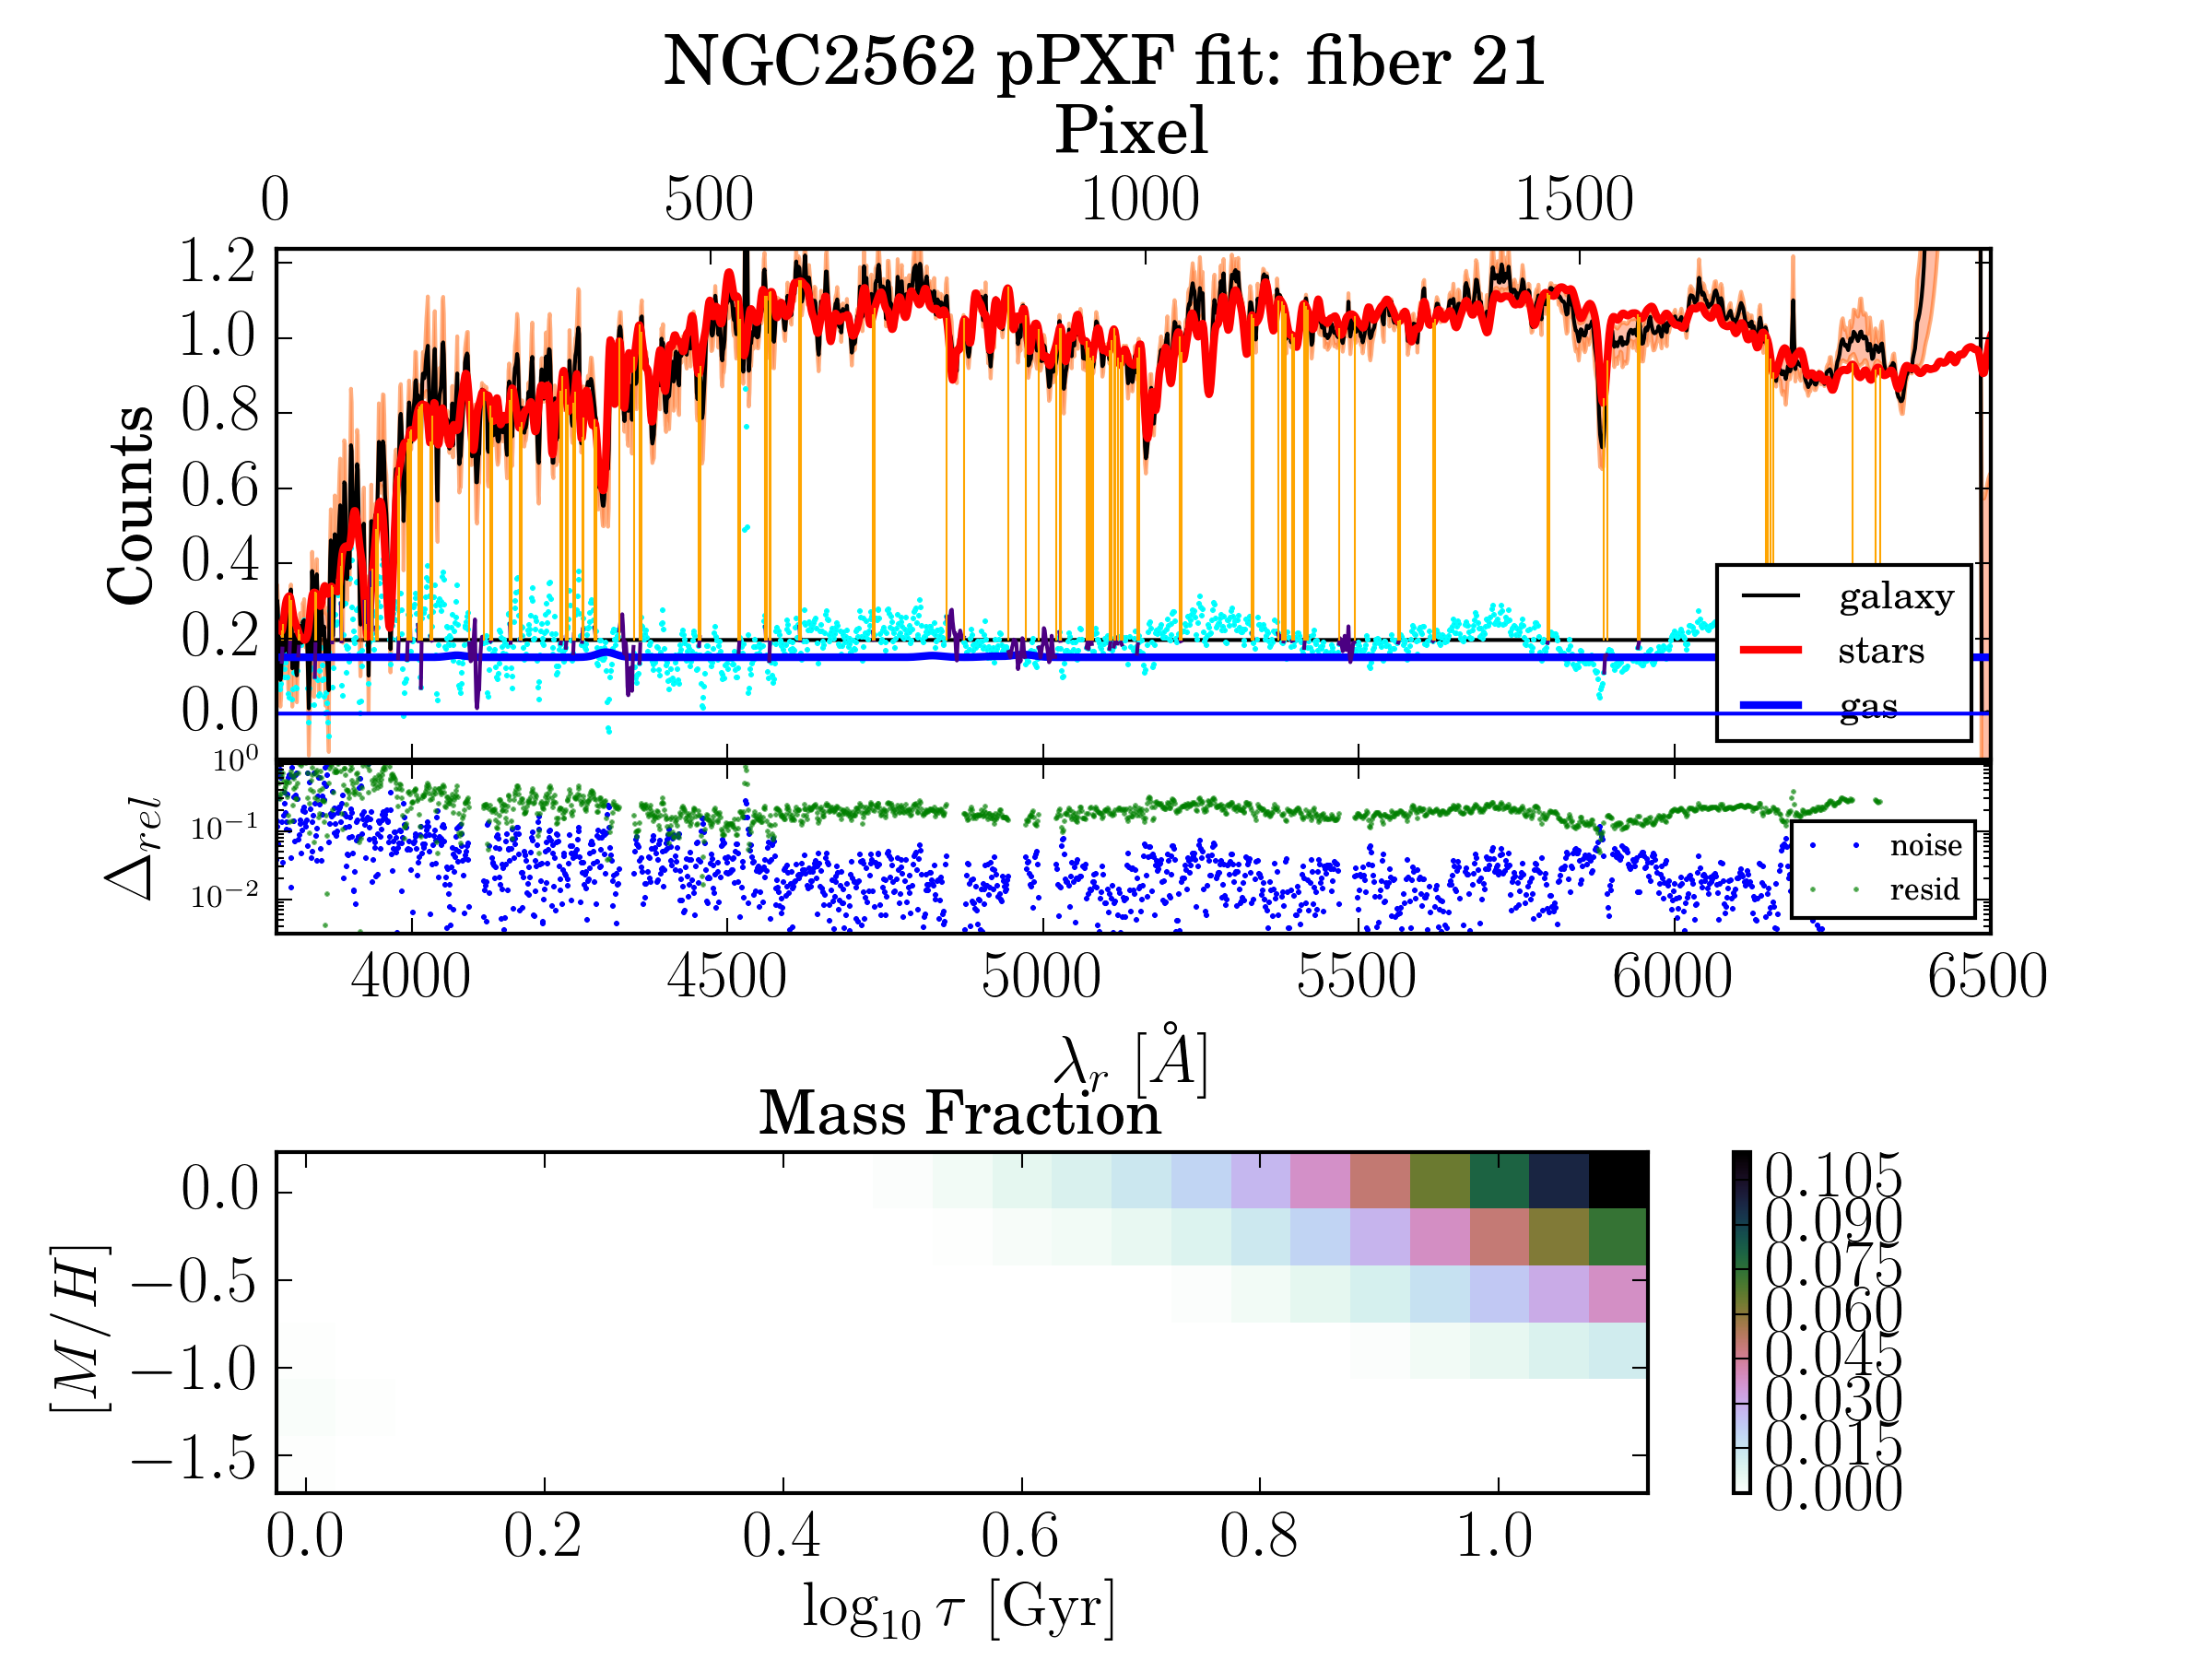 NGC2562 pPXF fit: fiber 21
Pixel
0 500 1000 1500
Counts
1.2
1.0
0.8
0.6
0.4
0.2
0.0
galaxy
stars
gas
Δrel
10⁰
10⁻¹
10⁻²
noise
resid
4000 4500 5000 5500 6000 6500
λr [Å]
Mass Fraction
[M/H]
0.0
−0.5
−1.0
−1.5
0.105
0.090
0.075
0.060
0.045
0.030
0.015
0.000
0.0 0.2 0.4 0.6 0.8 1.0
log₁₀ τ [Gyr]